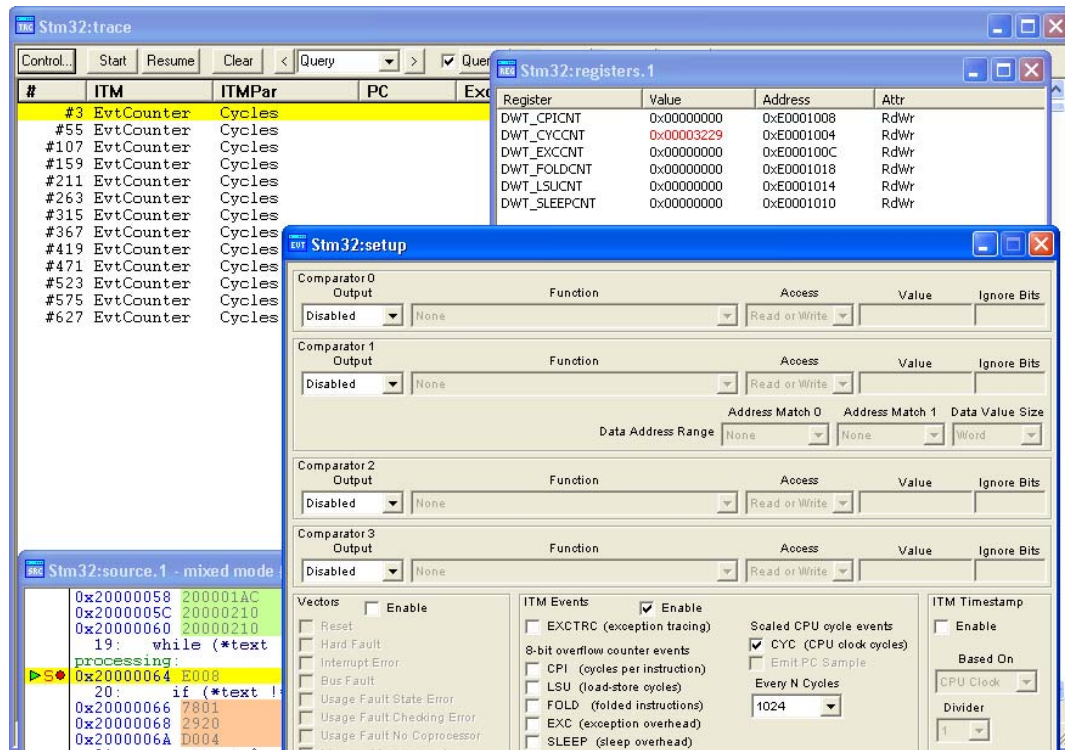 Stm32:trace
Control... Start Resume Clear < Query > Quer
# ITM ITMPar PC Exc
#3 EvtCounter Cycles
#55 EvtCounter Cycles
#107 EvtCounter Cycles
#159 EvtCounter Cycles
#211 EvtCounter Cycles
#263 EvtCounter Cycles
#315 EvtCounter Cycles
#367 EvtCounter Cycles
#419 EvtCounter Cycles
#471 EvtCounter Cycles
#523 EvtCounter Cycles
#575 EvtCounter Cycles
#627 EvtCounter Cycles
Stm32:registers.1
Register Value Address Attr
DWT_CPICNT 0x00000000 0xE0001008 RdWr
DWT_CYCCNT 0x00003229 0xE0001004 RdWr
DWT_EXCCNT 0x00000000 0xE000100C RdWr
DWT_FOLDCNT 0x00000000 0xE0001018 RdWr
DWT_LSUCNT 0x00000000 0xE0001014 RdWr
DWT_SLEEPCNT 0x00000000 0xE0001010 RdWr
Stm32:setup
Comparator 0
Output Function Access Value Ignore Bits
Disabled None Read or Write
Comparator 1
Output Function Access Value Ignore Bits
Disabled None Read or Write
Address Match 0 Address Match 1 Data Value Size
Data Address Range None None Word
Comparator 2
Output Function Access Value Ignore Bits
Disabled None Read or Write
Comparator 3
Output Function Access Value Ignore Bits
Disabled None Read or Write
Vectors Enable
Reset
Hard Fault
Interrupt Error
Bus Fault
Usage Fault State Error
Usage Fault Checking Error
Usage Fault No Coprocessor
ITM Events Enable
EXCTRC (exception tracing)
8-bit overflow counter events
CPI (cycles per instruction)
LSU (load-store cycles)
FOLD (folded instructions)
EXC (exception overhead)
SLEEP (sleep overhead)
Scaled CPU cycle events
CYC (CPU clock cycles)
Emit PC Sample
Every N Cycles
1024
ITM Timestamp
Enable
Based On
CPU Clock
Divider
1
Stm32:source.1 - mixed mode
0x20000058 200001AC
0x2000005C 20000210
0x20000060 20000210
19: while (*text
processing:
0x20000064 E008
20: if (*text !
0x20000066 7801
0x20000068 2920
0x2000006A D004